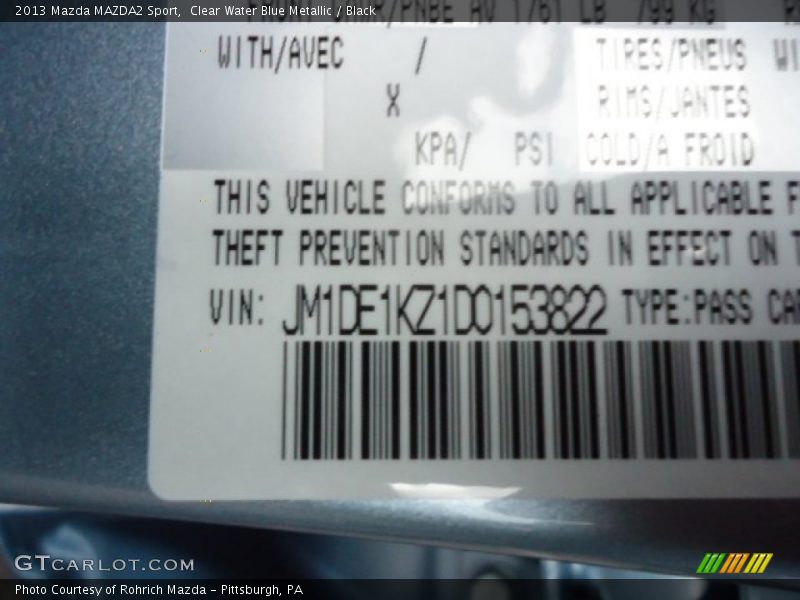 2013 Mazda MAZDA2 Sport, Clear Water Blue Metallic / Black
WITH/AVEC / TIRES/PNEUS
X RIMS/JANTES
KPA/ PSI COLD/A FROID
THIS VEHICLE CONFORMS TO ALL APPLICABLE F
THEFT PREVENTION STANDARDS IN EFFECT ON T
VIN: JM1DE1KZ1D0153822 TYPE:PASS CAR
GTCARLOT.COM
Photo Courtesy of Rohrich Mazda - Pittsburgh, PA